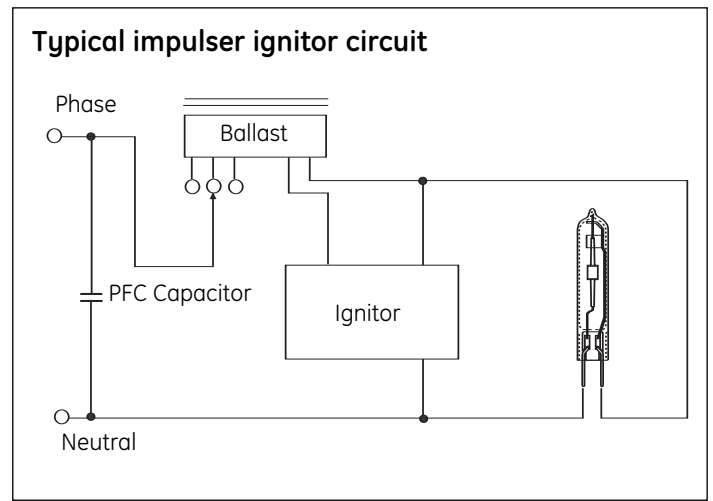 Typical impulser ignitor circuit
Phase
Ballast
PFC Capacitor
Ignitor
Neutral